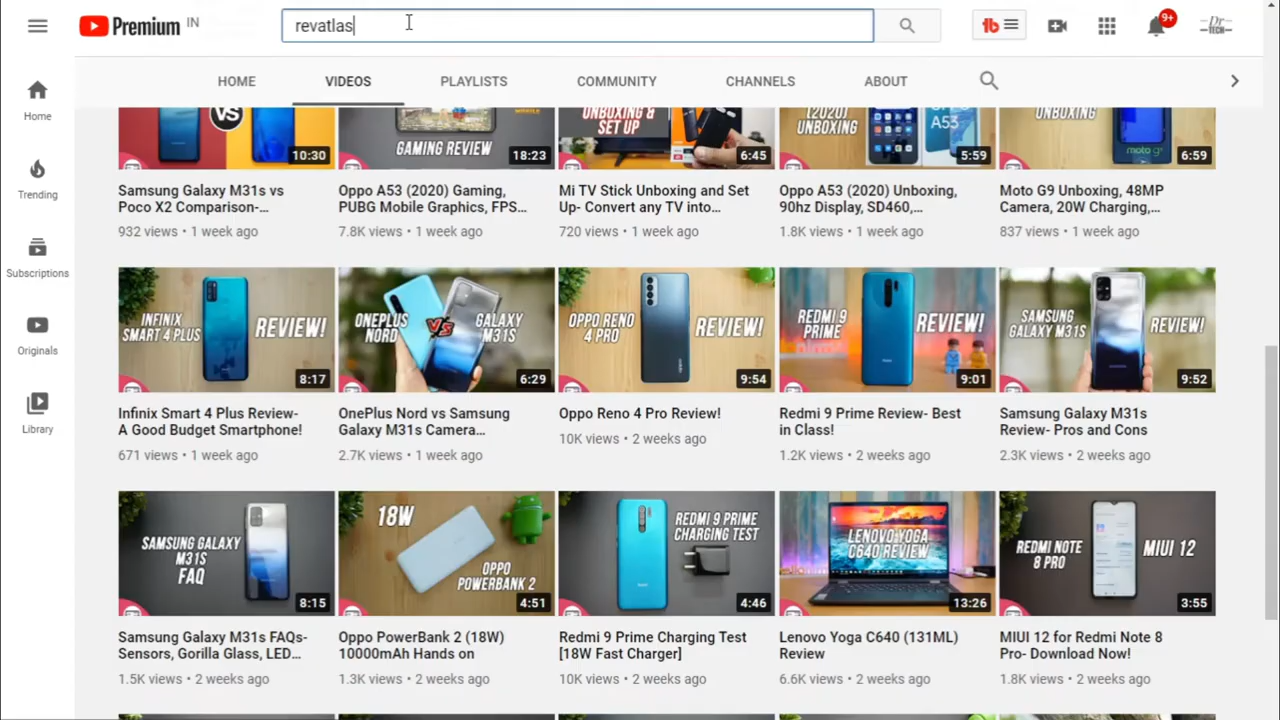 Premium IN
revatlas
9+
Dr TECH
HOME VIDEOS PLAYLISTS COMMUNITY CHANNELS ABOUT
Home
Trending
Subscriptions
Originals
Library
VS
10:30
Samsung Galaxy M31s vs
Poco X2 Comparison-...
932 views • 1 week ago
GAMING REVIEW
18:23
Oppo A53 (2020) Gaming,
PUBG Mobile Graphics, FPS...
7.8K views • 1 week ago
UNBOXING &
SET UP
6:45
Mi TV Stick Unboxing and Set
Up- Convert any TV into...
720 views • 1 week ago
(2020)
UNBOXING
A53
5:59
Oppo A53 (2020) Unboxing,
90hz Display, SD460,...
1.8K views • 1 week ago
UNBOXING
moto g9
6:59
Moto G9 Unboxing, 48MP
Camera, 20W Charging,...
837 views • 1 week ago
INFINIX
SMART 4 PLUS
REVIEW!
8:17
Infinix Smart 4 Plus Review-
A Good Budget Smartphone!
671 views • 1 week ago
ONEPLUS
NORD
VS
GALAXY
M31S
6:29
OnePlus Nord vs Samsung
Galaxy M31s Camera...
2.7K views • 1 week ago
OPPO RENO
4 PRO
REVIEW!
9:54
Oppo Reno 4 Pro Review!
10K views • 2 weeks ago
REDMI 9
PRIME
REVIEW!
9:01
Redmi 9 Prime Review- Best
in Class!
1.2K views • 2 weeks ago
SAMSUNG
GALAXY M31S
REVIEW!
9:52
Samsung Galaxy M31s
Review- Pros and Cons
2.3K views • 2 weeks ago
SAMSUNG GALAXY
M31S
FAQ
8:15
Samsung Galaxy M31s FAQs-
Sensors, Gorilla Glass, LED...
1.5K views • 2 weeks ago
18W
OPPO
POWERBANK 2
4:51
Oppo PowerBank 2 (18W)
10000mAh Hands on
1.3K views • 2 weeks ago
REDMI 9 PRIME
CHARGING TEST
4:46
Redmi 9 Prime Charging Test
[18W Fast Charger]
10K views • 2 weeks ago
LENOVO YOGA
C640 REVIEW
13:26
Lenovo Yoga C640 (131ML)
Review
6.6K views • 2 weeks ago
REDMI NOTE
8 PRO
MIUI 12
3:55
MIUI 12 for Redmi Note 8
Pro- Download Now!
1.8K views • 2 weeks ago